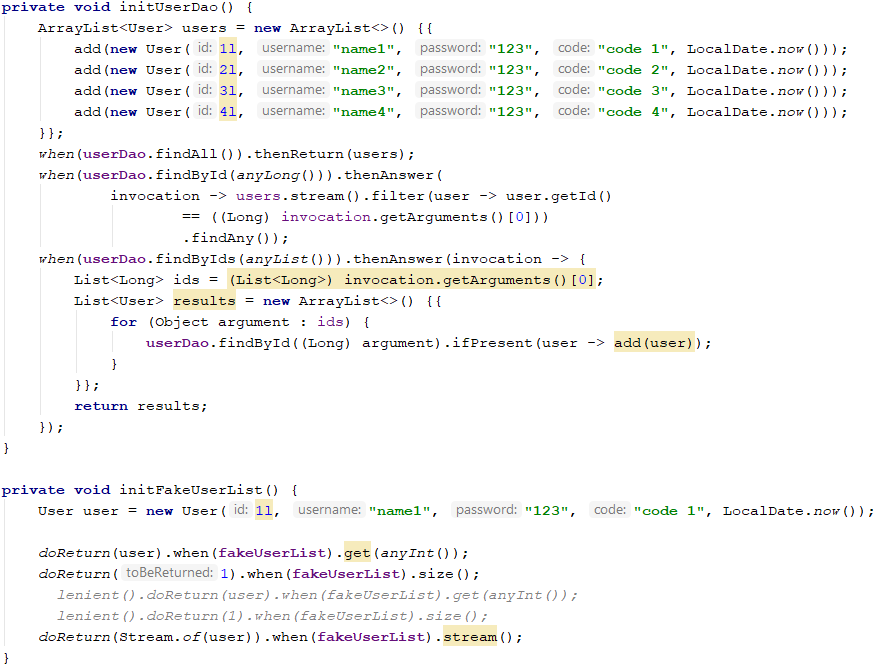 private void initUserDao() {
    ArrayList<User> users = new ArrayList<>() {{
        add(new User( id: 1l,  username: "name1",  password: "123",  code: "code 1", LocalDate.now()));
        add(new User( id: 2l,  username: "name2",  password: "123",  code: "code 2", LocalDate.now()));
        add(new User( id: 3l,  username: "name3",  password: "123",  code: "code 3", LocalDate.now()));
        add(new User( id: 4l,  username: "name4",  password: "123",  code: "code 4", LocalDate.now()));
    }};
    when(userDao.findAll()).thenReturn(users);
    when(userDao.findById(anyLong())).thenAnswer(
            invocation -> users.stream().filter(user -> user.getId()
                    == ((Long) invocation.getArguments()[0]))
                    .findAny());
    when(userDao.findByIds(anyList())).thenAnswer(invocation -> {
        List<Long> ids = (List<Long>) invocation.getArguments()[0];
        List<User> results = new ArrayList<>() {{
            for (Object argument : ids) {
                userDao.findById((Long) argument).ifPresent(user -> add(user));
            }
        }};
        return results;
    });
}

private void initFakeUserList() {
    User user = new User( id: 1l,  username: "name1",  password: "123",  code: "code 1", LocalDate.now());

    doReturn(user).when(fakeUserList).get(anyInt());
    doReturn( toBeReturned: 1).when(fakeUserList).size();
      lenient().doReturn(user).when(fakeUserList).get(anyInt());
      lenient().doReturn(1).when(fakeUserList).size();
    doReturn(Stream.of(user)).when(fakeUserList).stream();
}